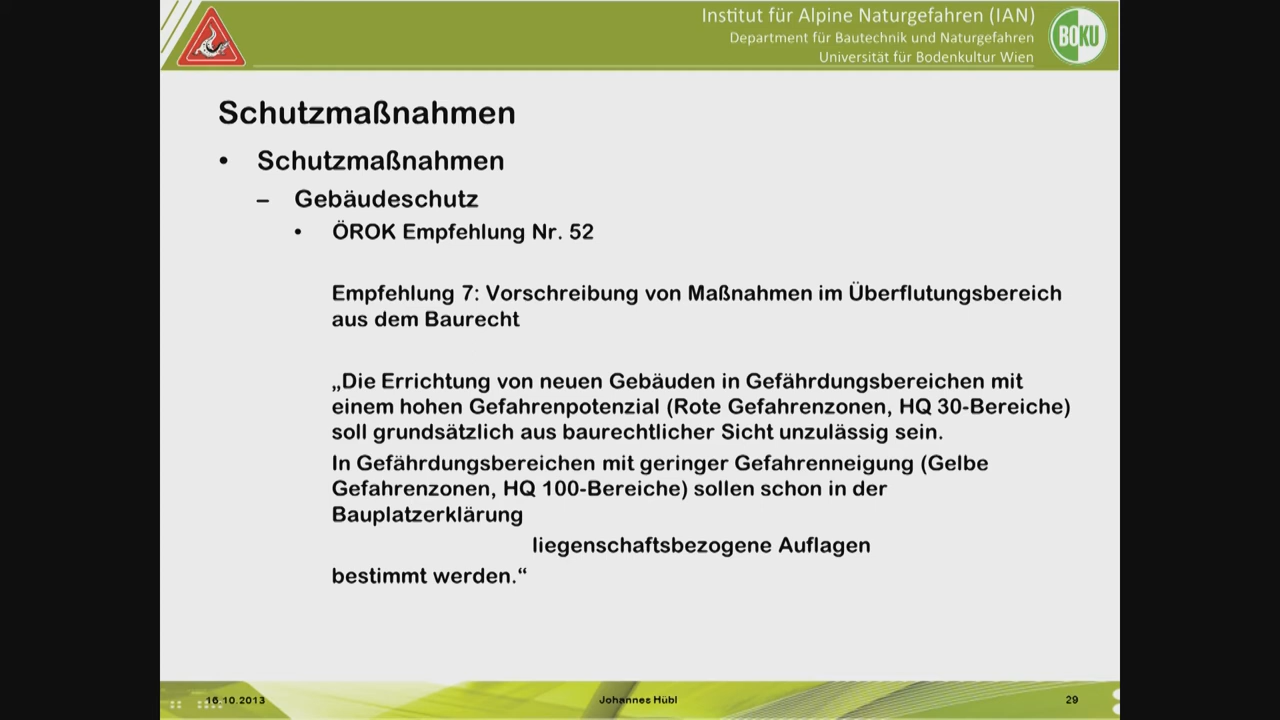 Institut für Alpine Naturgefahren (IAN)
Department für Bautechnik und Naturgefahren
Universität für Bodenkultur Wien
BOKU
Schutzmaßnahmen
• Schutzmaßnahmen
– Gebäudeschutz
• ÖROK Empfehlung Nr. 52
Empfehlung 7: Vorschreibung von Maßnahmen im Überflutungsbereich
aus dem Baurecht
„Die Errichtung von neuen Gebäuden in Gefährdungsbereichen mit
einem hohen Gefahrenpotenzial (Rote Gefahrenzonen, HQ 30-Bereiche)
soll grundsätzlich aus baurechtlicher Sicht unzulässig sein.
In Gefährdungsbereichen mit geringer Gefahrenneigung (Gelbe
Gefahrenzonen, HQ 100-Bereiche) sollen schon in der
Bauplatzerklärung
liegenschaftsbezogene Auflagen
bestimmt werden.“
16.10.2013
Johannes Hübl
29